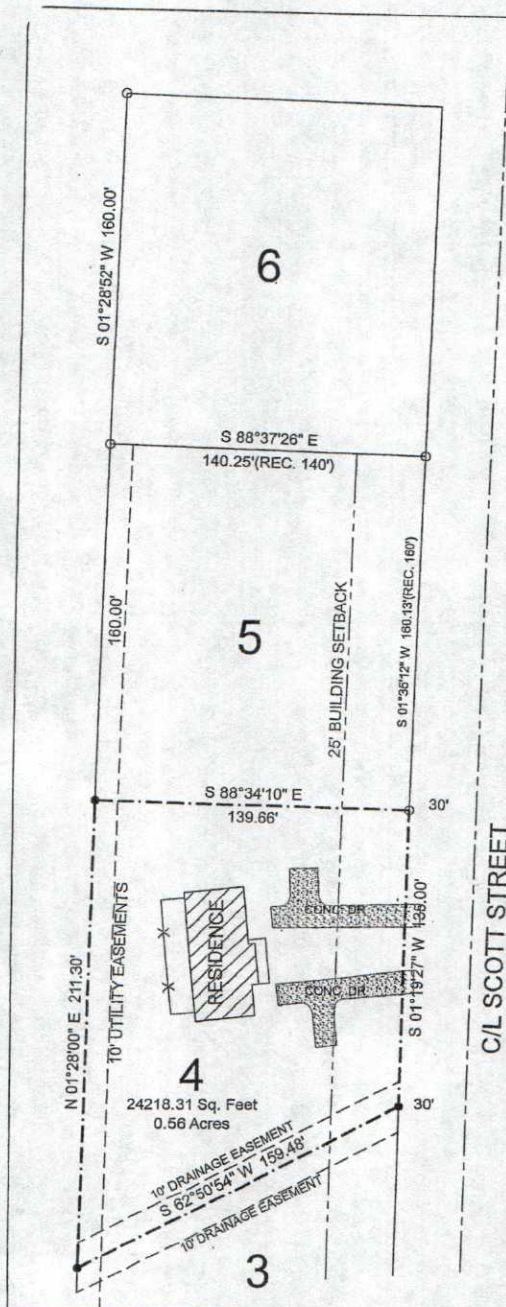 S 01°28'52" W 160.00'
6
S 88°37'26" E
140.25'(REC. 140')
160.00'
5
25' BUILDING SETBACK
S 01°35'12" W 160.13'(REC. 160')
S 88°34'10" E
139.66'
30'
N 01°28'00" E 211.30'
10' UTILITY EASEMENTS
RESIDENCE
CONC. DR
CONC. DR
S 01°19'27" W 135.00'
C/L SCOTT STREET
4
24218.31 Sq. Feet
0.56 Acres
30'
10' DRAINAGE EASEMENT
S 62°50'54" W 159.48'
10' DRAINAGE EASEMENT
3